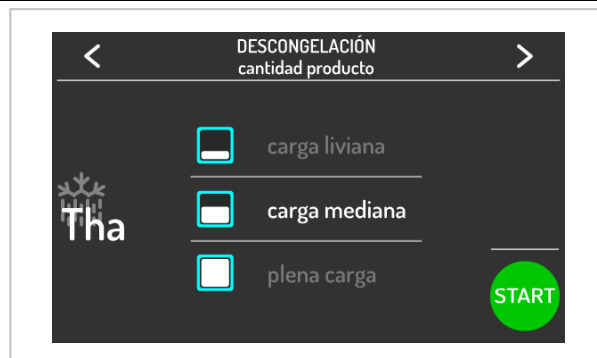 DESCONGELACIÓN
cantidad producto
carga liviana
Tha
carga mediana
plena carga
START